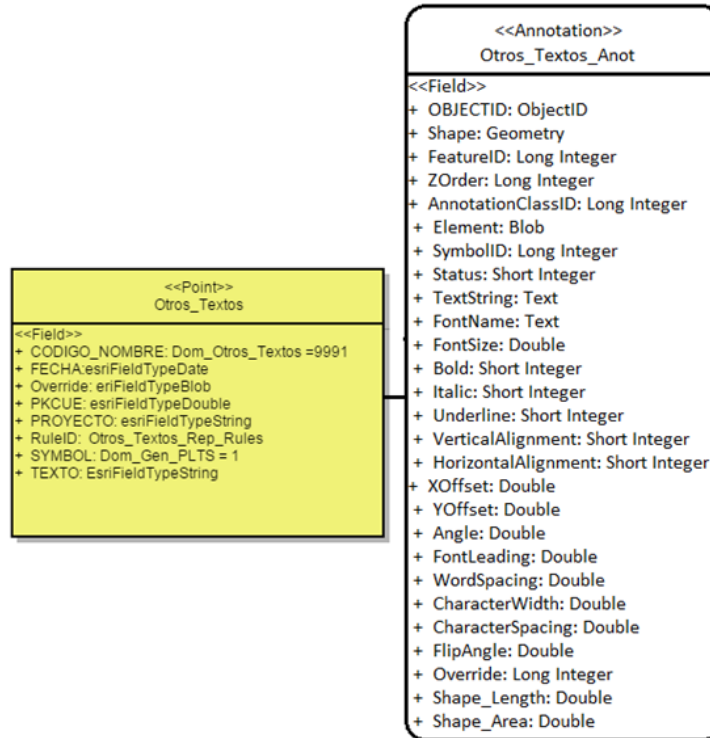 <<Point>>
Otros_Textos
<<Field>>
+ CODIGO_NOMBRE: Dom_Otros_Textos =9991
+ FECHA:esriFieldTypeDate
+ Override: eriFieldTypeBlob
+ PKCUE: esriFieldTypeDouble
+ PROYECTO: esriFieldTypeString
+ RuleID: Otros_Textos_Rep_Rules
+ SYMBOL: Dom_Gen_PLTS = 1
+ TEXTO: EsriFieldTypeString
<<Annotation>>
Otros_Textos_Anot
<<Field>>
+ OBJECTID: ObjectID
+ Shape: Geometry
+ FeatureID: Long Integer
+ ZOrder: Long Integer
+ AnnotationClassID: Long Integer
+ Element: Blob
+ SymbolID: Long Integer
+ Status: Short Integer
+ TextString: Text
+ FontName: Text
+ FontSize: Double
+ Bold: Short Integer
+ Italic: Short Integer
+ Underline: Short Integer
+ VerticalAlignment: Short Integer
+ HorizontalAlignment: Short Integer
+ XOffset: Double
+ YOffset: Double
+ Angle: Double
+ FontLeading: Double
+ WordSpacing: Double
+ CharacterWidth: Double
+ CharacterSpacing: Double
+ FlipAngle: Double
+ Override: Long Integer
+ Shape_Length: Double
+ Shape_Area: Double